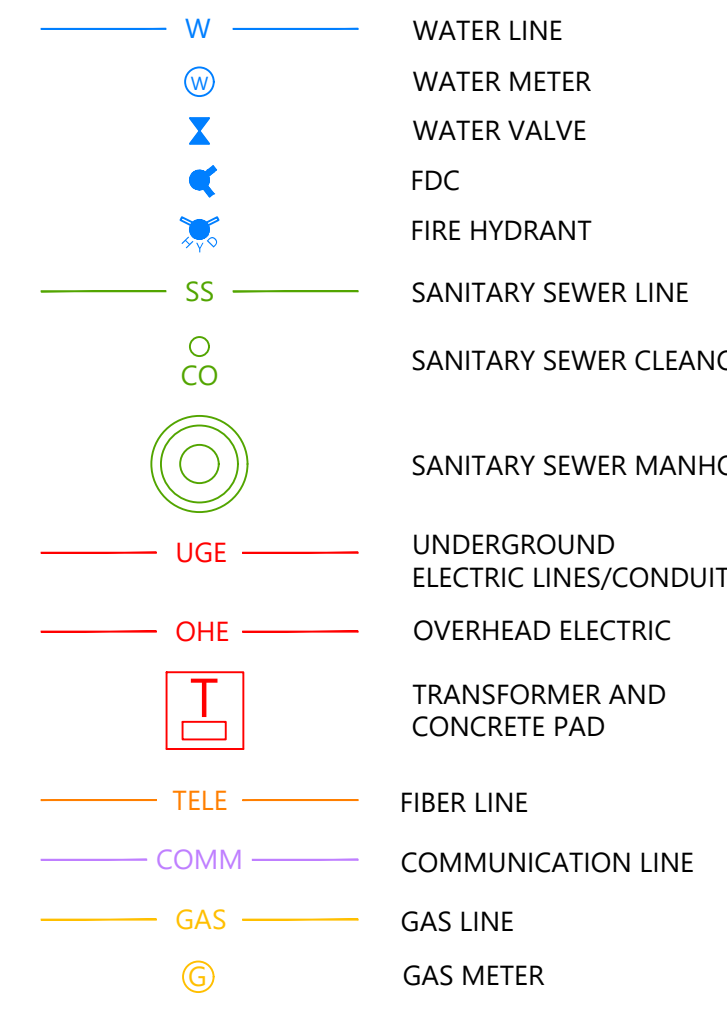 W WATER LINE
W WATER METER
WATER VALVE
FDC
HYD FIRE HYDRANT
SS SANITARY SEWER LINE
CO SANITARY SEWER
SANITARY SEWER
UGE UNDERGROUND
ELECTRIC LINES/CONDUIT
OHE OVERHEAD ELECTRIC
T TRANSFORMER AND
CONCRETE PAD
TELE FIBER LINE
COMM COMMUNICATION LINE
GAS GAS LINE
G GAS METER